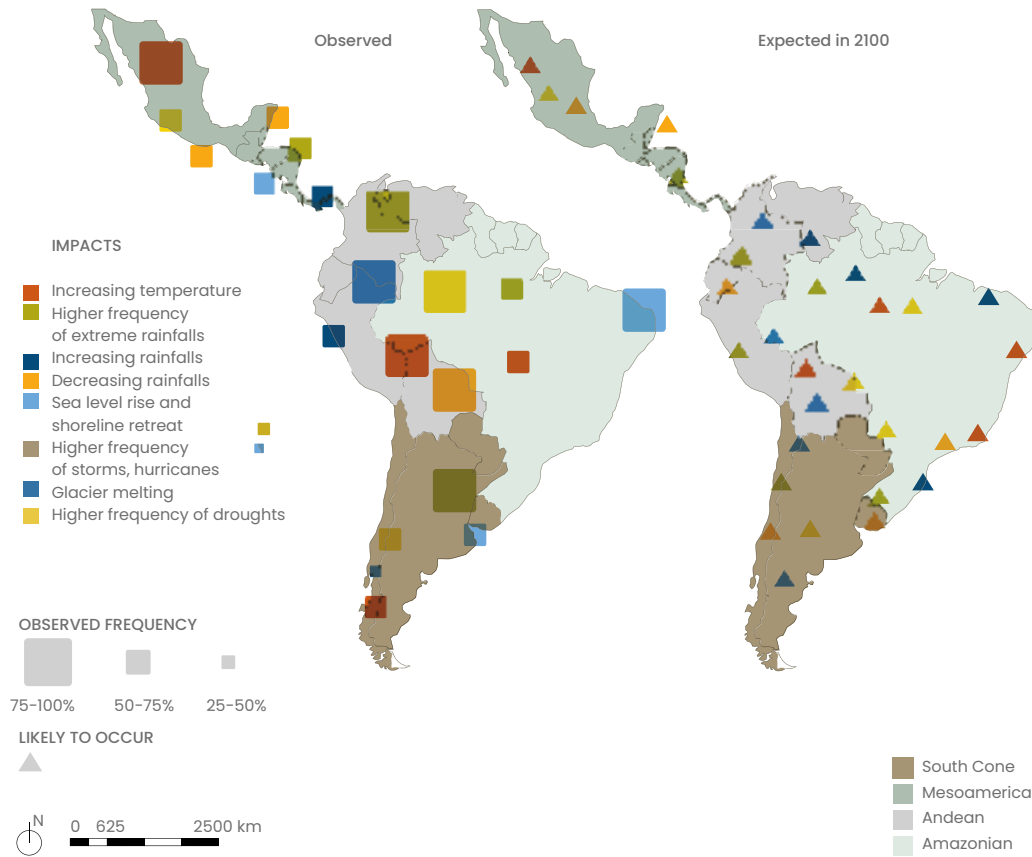 Observed
Expected in 2100
IMPACTS
Increasing temperature
Higher frequency
of extreme rainfalls
Increasing rainfalls
Decreasing rainfalls
Sea level rise and
shoreline retreat
Higher frequency
of storms, hurricanes
Glacier melting
Higher frequency of droughts
OBSERVED FREQUENCY
75-100% 50-75% 25-50%
LIKELY TO OCCUR
N
0 625 2500 km
South Cone
Mesoamerica
Andean
Amazonian